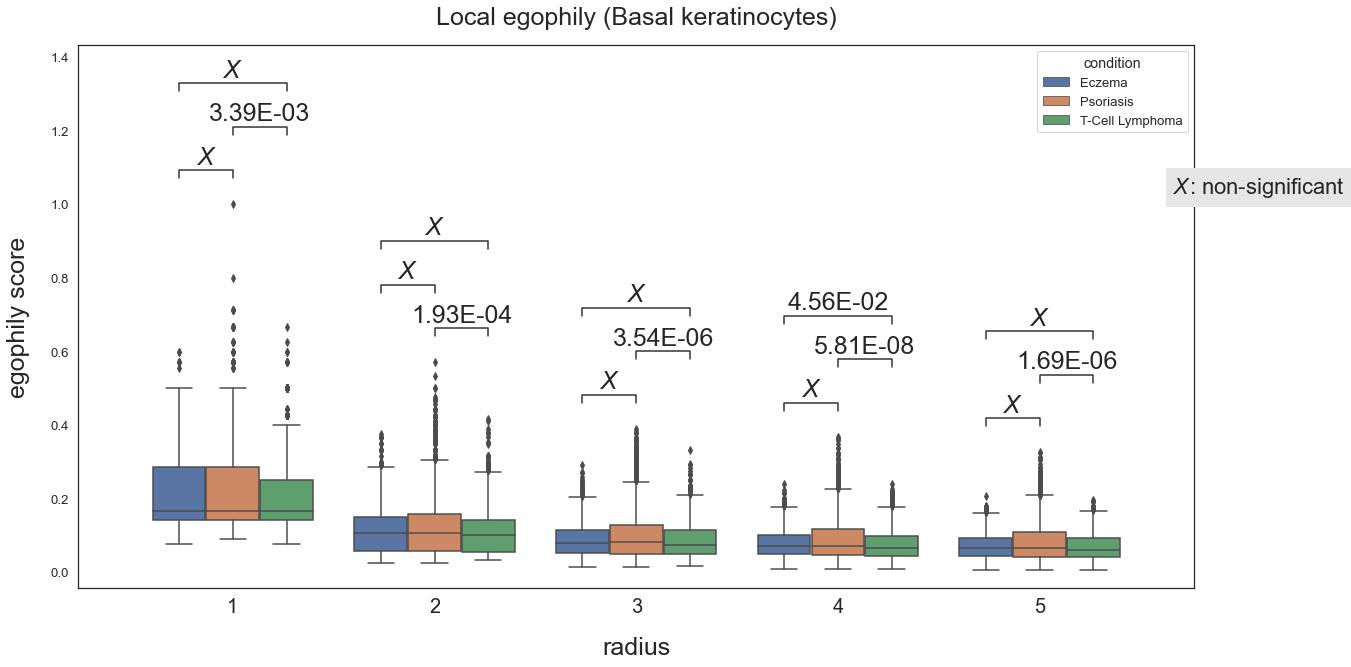 Local egophily (Basal keratinocytes)
egophily score
1.4
1.2
1.0
0.8
0.6
0.4
0.2
0.0
condition
Eczema
Psoriasis
T-Cell Lymphoma
X: non-significant
X
3.39E-03
X
X
X
1.93E-04
X
3.54E-06
X
4.56E-02
5.81E-08
X
X
1.69E-06
X
1
2
3
4
5
radius